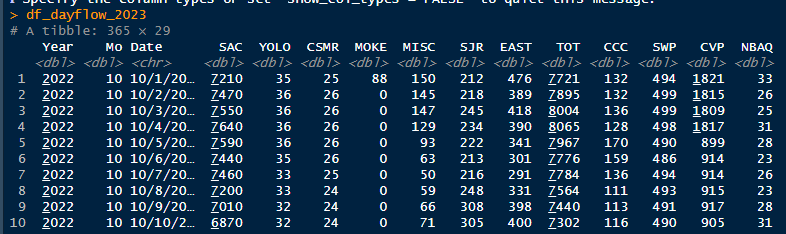 i Specify the column types or set `show_col_types = FALSE` to quiet this message.
> df_dayflow_2023
# A tibble: 365 × 29
Year Mo Date SAC YOLO CSMR MOKE MISC SJR EAST TOT CCC SWP CVP NBAQ
<dbl> <dbl> <chr> <dbl> <dbl> <dbl> <dbl> <dbl> <dbl> <dbl> <dbl> <dbl> <dbl> <dbl> <dbl>
1 2022 10 10/1/20… 7210 35 25 88 150 212 476 7721 132 494 1821 33
2 2022 10 10/2/20… 7470 36 26 0 145 218 389 7895 132 499 1815 26
3 2022 10 10/3/20… 7550 36 26 0 147 245 418 8004 136 499 1809 25
4 2022 10 10/4/20… 7640 36 26 0 129 234 390 8065 128 498 1817 31
5 2022 10 10/5/20… 7590 36 26 0 93 222 341 7967 170 490 899 28
6 2022 10 10/6/20… 7440 35 26 0 63 213 301 7776 159 486 914 23
7 2022 10 10/7/20… 7460 33 25 0 50 216 291 7784 136 494 914 26
8 2022 10 10/8/20… 7200 33 24 0 59 248 331 7564 111 493 915 23
9 2022 10 10/9/20… 7010 32 24 0 66 308 398 7440 113 491 917 28
10 2022 10 10/10/2… 6870 32 24 0 71 305 400 7302 116 490 905 31